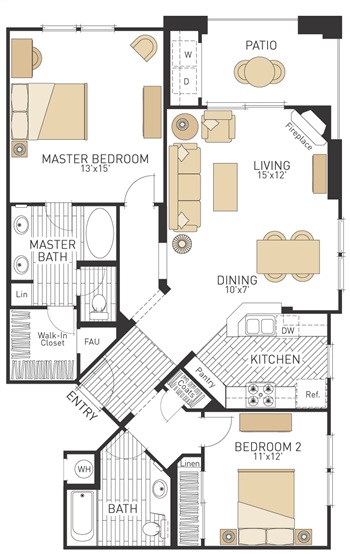 PATIO
W
D
Fireplace
MASTER BEDROOM
13'x15'
LIVING
15'x12'
MASTER
BATH
DINING
10'x7'
Lin
DW
Walk-In
Closet
FAU
KITCHEN
Pantry
Coats
Ref.
ENTRY
BEDROOM 2
11'x12'
Linen
WH
BATH